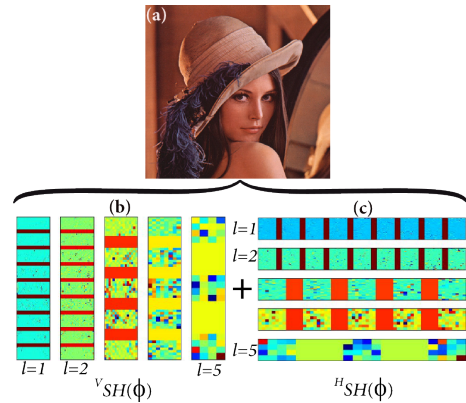 (a)
(b)
(c)
l=1
l=2
+
l=5
l=1
l=2
l=5
ⱽSH(ϕ)
ᴴSH(ϕ)